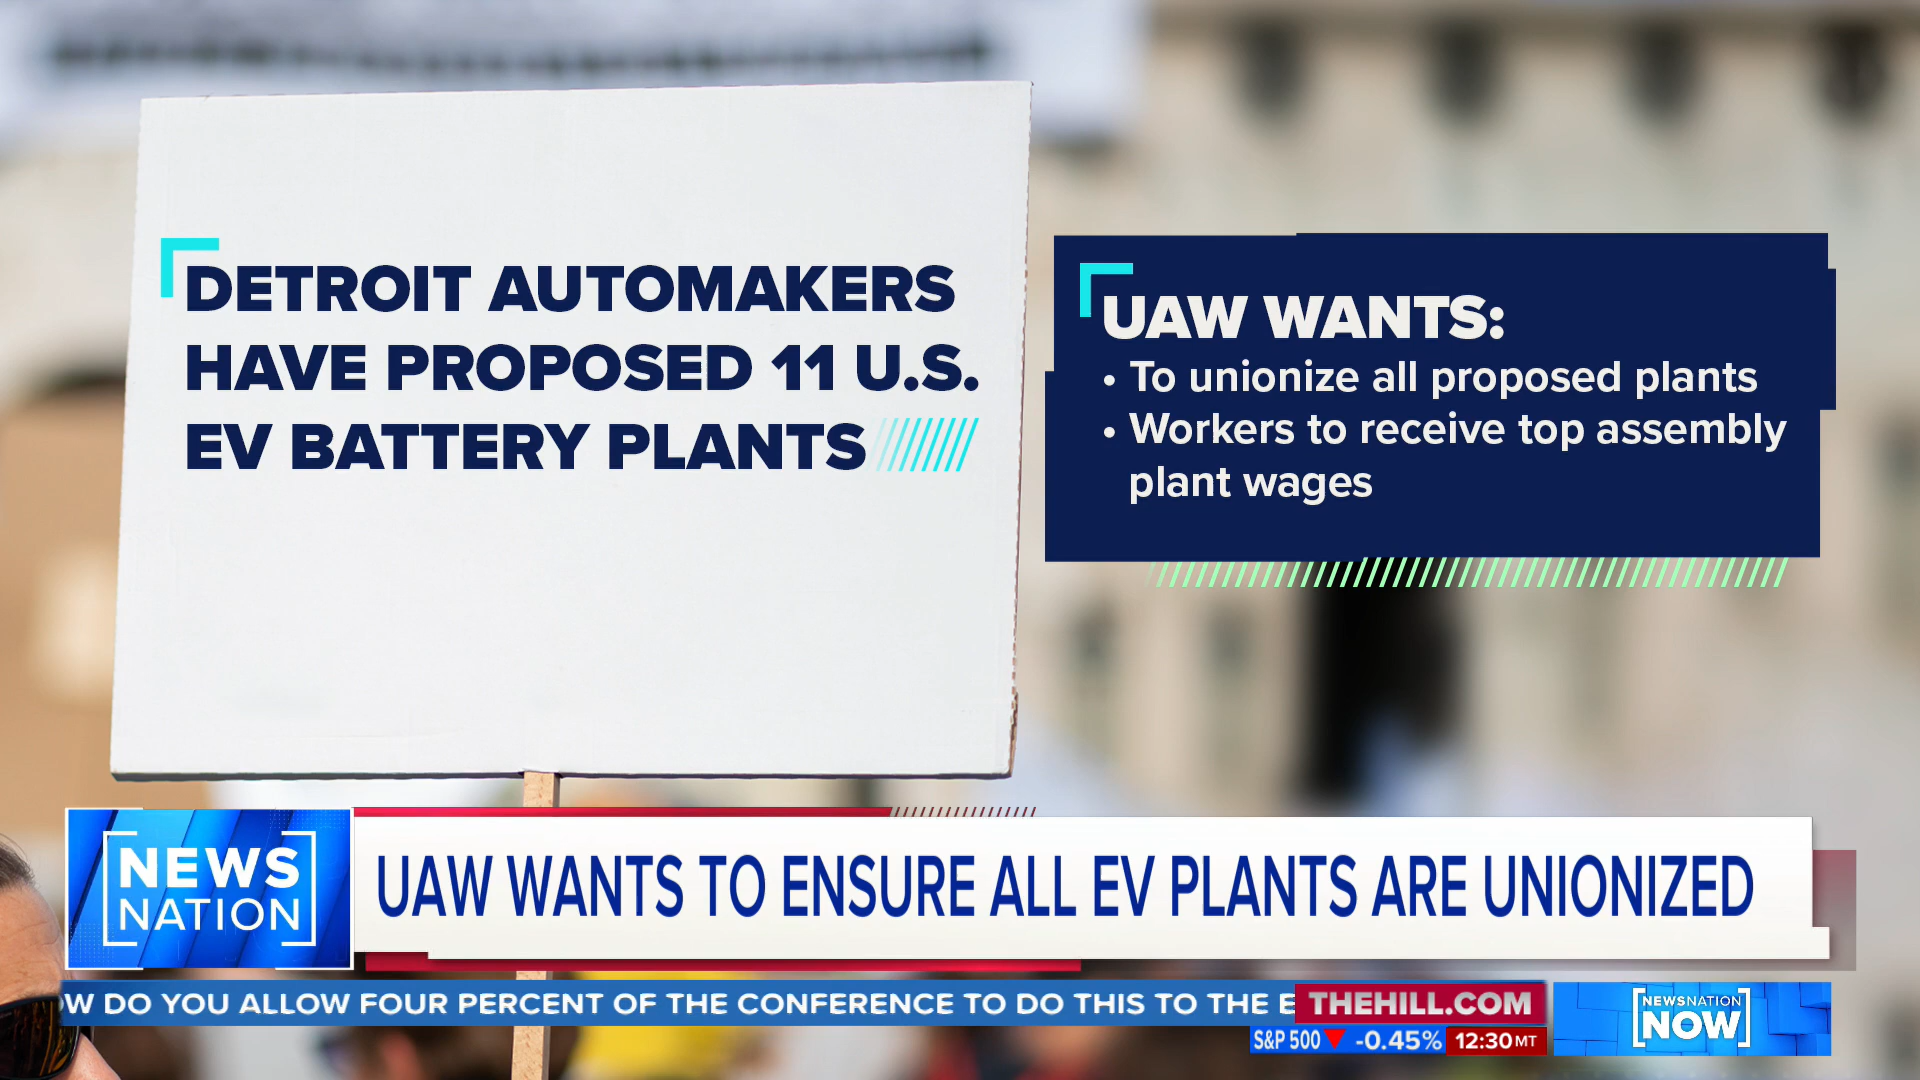 DETROIT AUTOMAKERS
HAVE PROPOSED 11 U.S.
EV BATTERY PLANTS
UAW WANTS:
• To unionize all proposed plants
• Workers to receive top assembly
plant wages
NEWS
NATION
UAW WANTS TO ENSURE ALL EV PLANTS ARE UNIONIZED
W DO YOU ALLOW FOUR PERCENT OF THE CONFERENCE TO DO THIS TO THE E
THEHILL.COM
S&P 500 ▼ -0.45% 12:30 MT
NEWSNATION
NOW